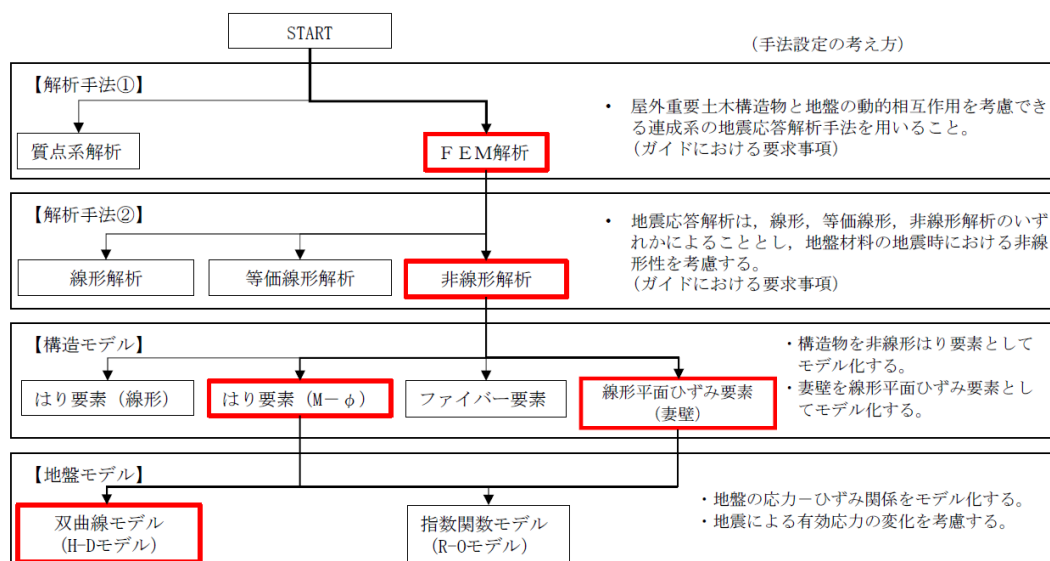 START
(手法設定の考え方)
【解析手法①】
質点系解析
FEM解析
・ 屋外重要土木構造物と地盤の動的相互作用を考慮でき
る連成系の地震応答解析手法を用いること。
(ガイドにおける要求事項)
【解析手法②】
線形解析
等価線形解析
非線形解析
・ 地震応答解析は，線形，等価線形，非線形解析のいず
れかによることとし，地盤材料の地震時における非線
形性を考慮する。
(ガイドにおける要求事項)
【構造モデル】
はり要素（線形）
はり要素（M－φ）
ファイバー要素
線形平面ひずみ要素
(妻壁)
・構造物を非線形はり要素として
モデル化する。
・妻壁を線形平面ひずみ要素とし
てモデル化する。
【地盤モデル】
双曲線モデル
(H-Dモデル)
指数関数モデル
(R-Oモデル)
・地盤の応力－ひずみ関係をモデル化する。
・地震による有効応力の変化を考慮する。